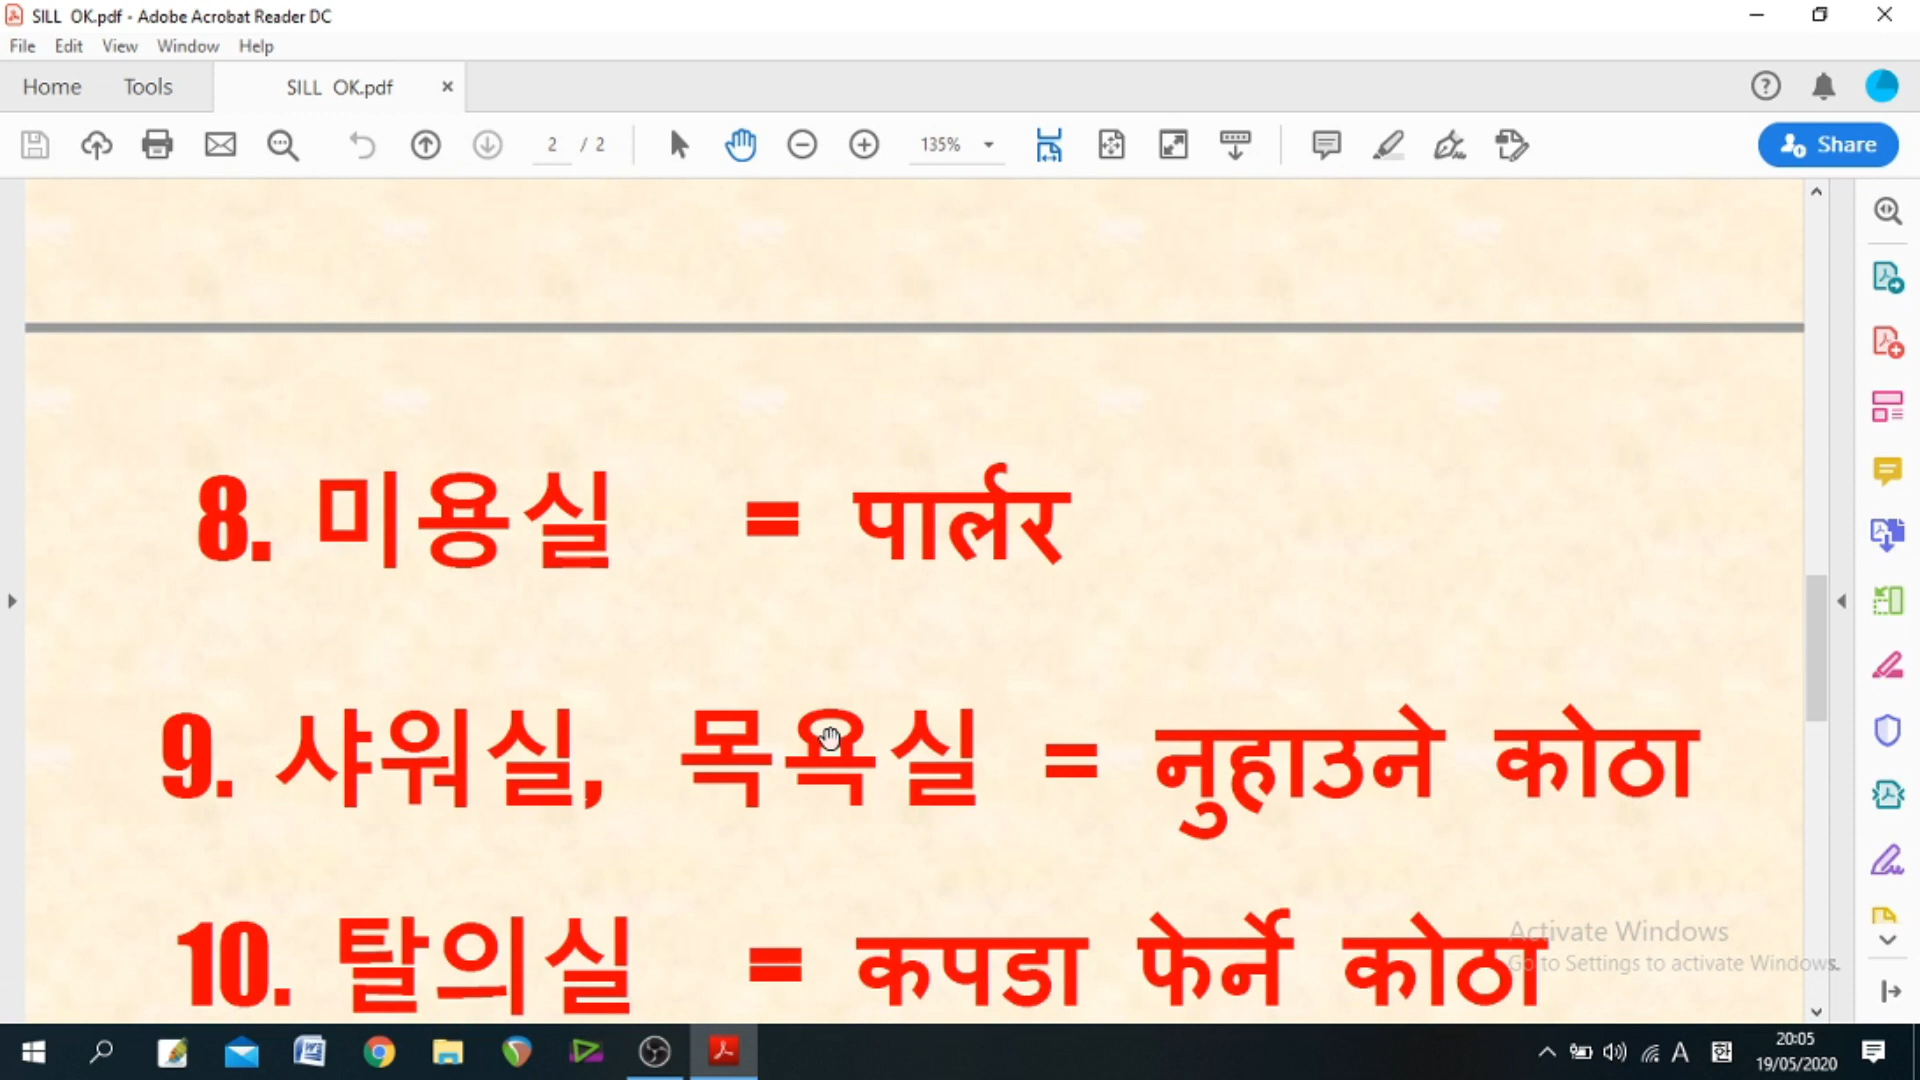 SILL OK.pdf - Adobe Acrobat Reader DC
File Edit View Window Help
Home Tools SILL OK.pdf
2 / 2 135% Share
8. 미용실 = पार्लर
9. 샤워실, 목욕실 = नुहाउने कोठा
10. 탈의실 = कपडा फेर्ने कोठा
Activate Windows
Go to Settings to activate Windows.
A 한 20:05
19/05/2020